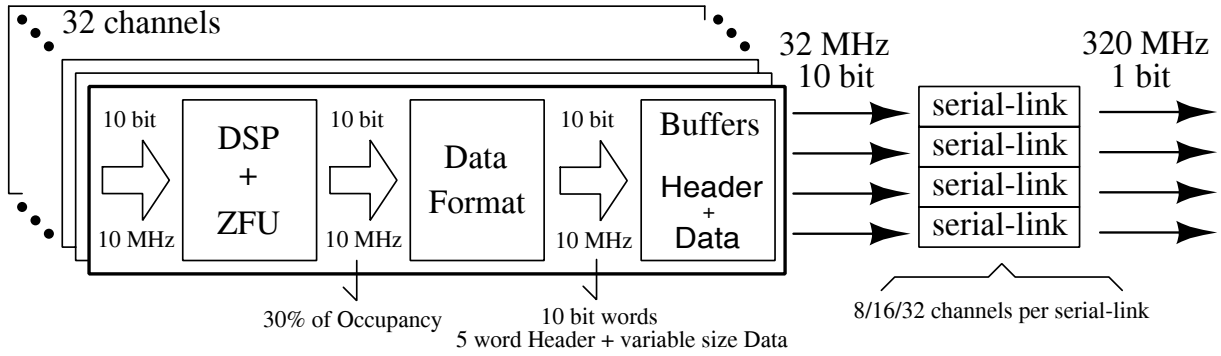 32 channels
10 bit
10 MHz
DSP
+
ZFU
10 bit
10 MHz
Data
Format
10 bit
10 MHz
Buffers
Header
+
Data
32 MHz
10 bit
serial-link
serial-link
serial-link
serial-link
320 MHz
1 bit
30% of Occupancy
10 bit words
5 word Header + variable size Data
8/16/32 channels per serial-link